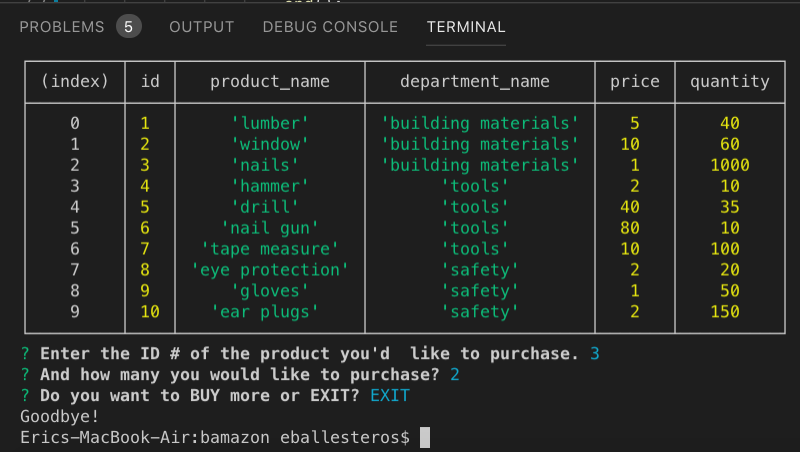 PROBLEMS 5 OUTPUT DEBUG CONSOLE TERMINAL
(index) id product_name department_name price quantity
0 1 'lumber' 'building materials' 5 40
1 2 'window' 'building materials' 10 60
2 3 'nails' 'building materials' 1 1000
3 4 'hammer' 'tools' 2 10
4 5 'drill' 'tools' 40 35
5 6 'nail gun' 'tools' 80 10
6 7 'tape measure' 'tools' 10 100
7 8 'eye protection' 'safety' 2 20
8 9 'gloves' 'safety' 1 50
9 10 'ear plugs' 'safety' 2 150
? Enter the ID # of the product you'd  like to purchase. 3
? And how many you would like to purchase? 2
? Do you want to BUY more or EXIT? EXIT
Goodbye!
Erics-MacBook-Air:bamazon eballesteros$